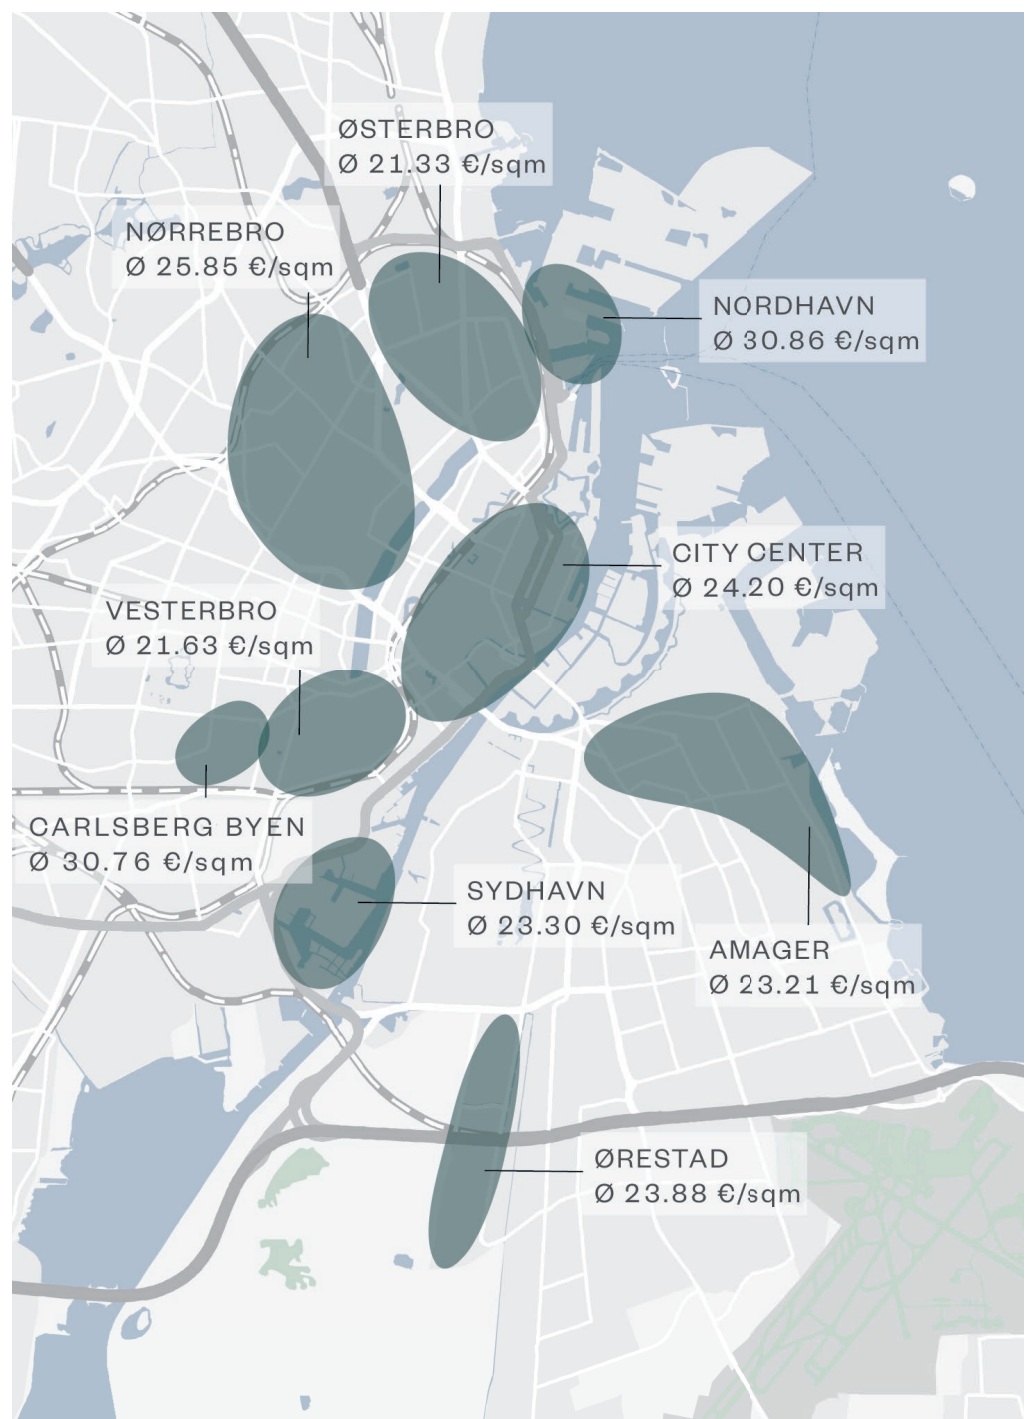 ØSTERBRO
Ø 21.33 €/sqm
NØRREBRO
Ø 25.85 €/sqm
NORDHAVN
Ø 30.86 €/sqm
CITY CENTER
Ø 24.20 €/sqm
VESTERBRO
Ø 21.63 €/sqm
CARLSBERG BYEN
Ø 30.76 €/sqm
SYDHAVN
Ø 23.30 €/sqm
AMAGER
Ø 23.21 €/sqm
ØRESTAD
Ø 23.88 €/sqm